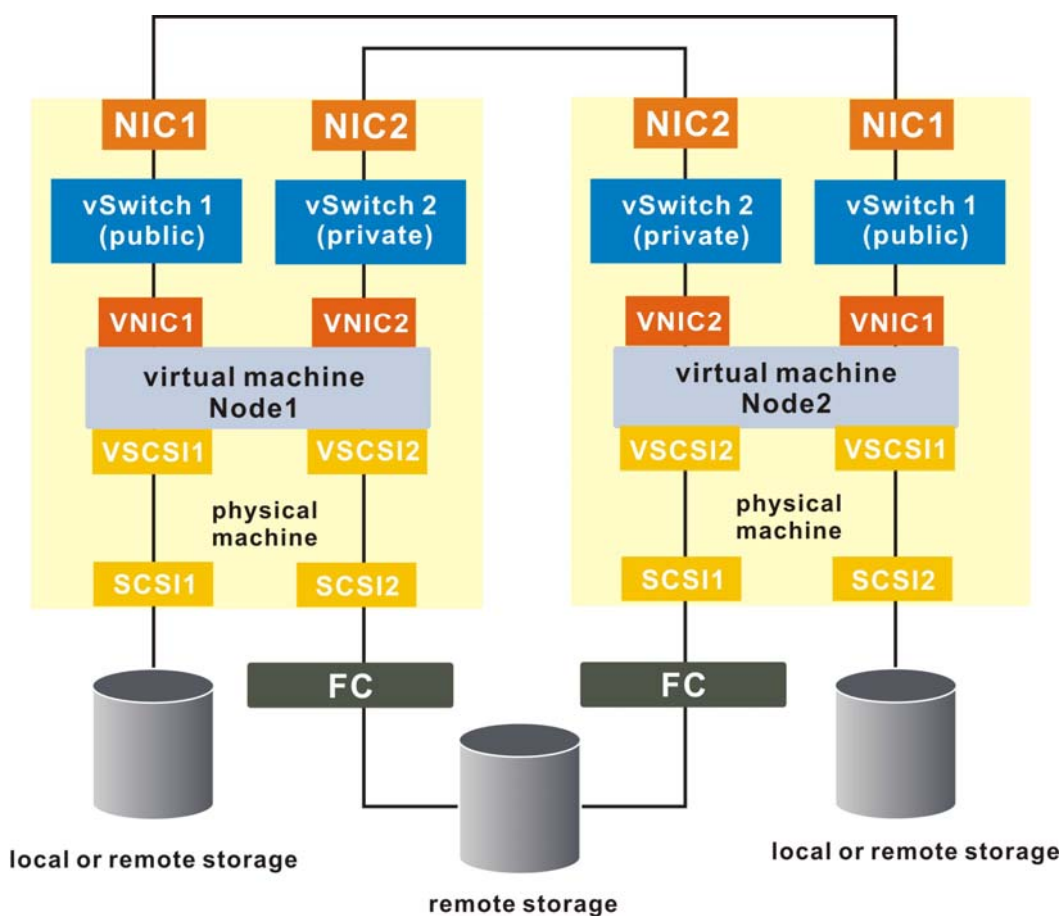 NIC1
NIC2
NIC2
NIC1
vSwitch 1
(public)
vSwitch 2
(private)
vSwitch 2
(private)
vSwitch 1
(public)
VNIC1
VNIC2
VNIC2
VNIC1
virtual machine
Node1
virtual machine
Node2
VSCSI1
VSCSI2
VSCSI2
VSCSI1
physical
machine
physical
machine
SCSI1
SCSI2
SCSI1
SCSI2
FC
FC
local or remote storage
local or remote storage
remote storage